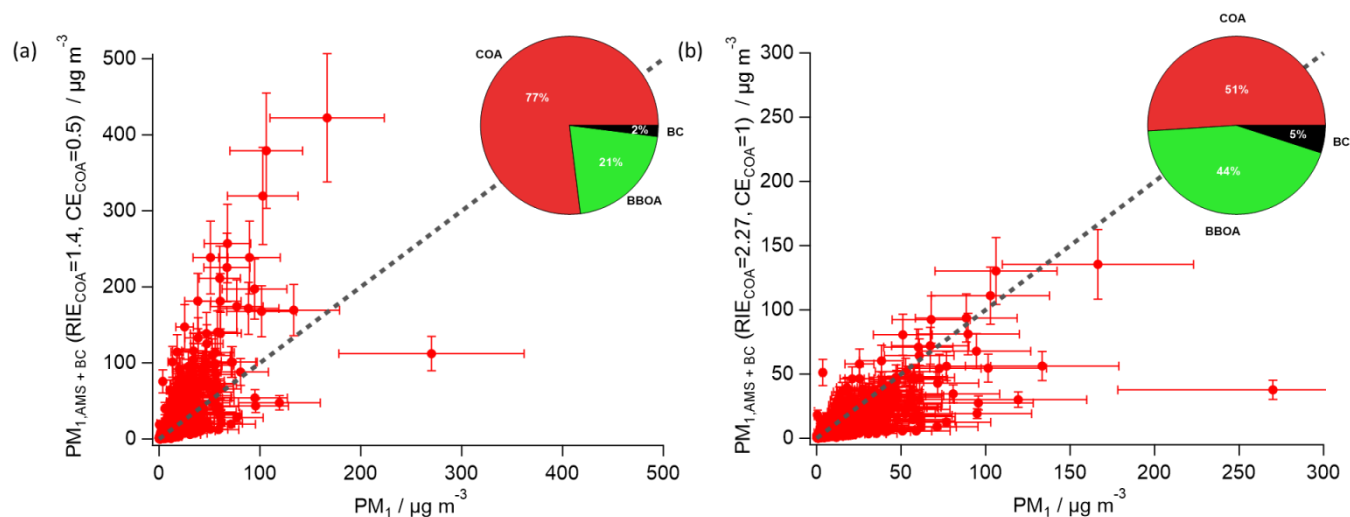 (a)
PM1,AMS + BC (RIECOA=1.4, CECOA=0.5) / µg m-3
500
400
300
200
100
0
0 100 200 300 400 500
PM1 / µg m-3
COA
77%
2%
BC
21%
BBOA
(b)
PM1,AMS + BC (RIECOA=2.27, CECOA=1) / µg m-3
300
250
200
150
100
50
0
0 50 100 150 200 250 300
PM1 / µg m-3
COA
51%
5%
BC
44%
BBOA